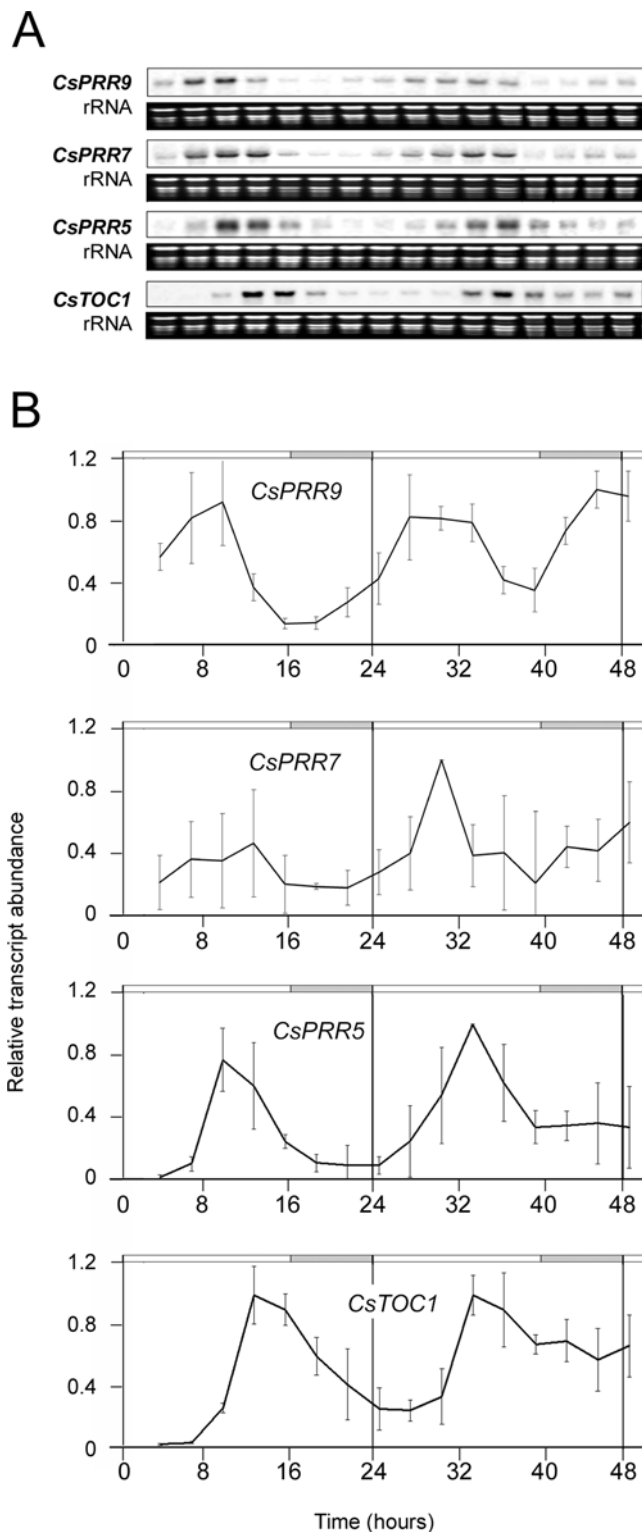 A
CsPRR9
rRNA
CsPRR7
rRNA
CsPRR5
rRNA
CsTOC1
rRNA
B
Relative transcript abundance
1.2
0.8
0.4
0
CsPRR9
0 8 16 24 32 40 48
1.2
0.8
0.4
0
CsPRR7
0 8 16 24 32 40 48
1.2
0.8
0.4
0
CsPRR5
0 8 16 24 32 40 48
1.2
0.8
0.4
0
CsTOC1
0 8 16 24 32 40 48
Time (hours)